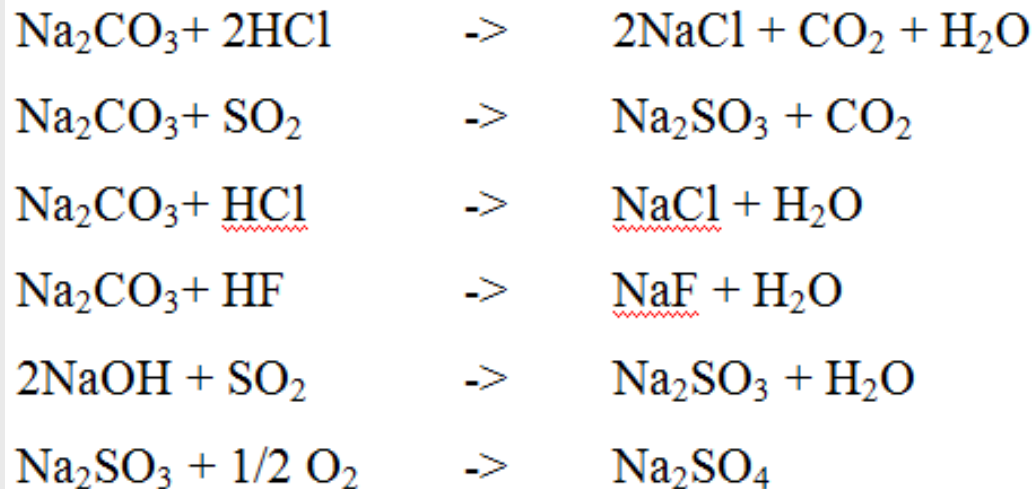 Na₂CO₃+ 2HCl -> 2NaCl + CO₂ + H₂O
Na₂CO₃+ SO₂ -> Na₂SO₃ + CO₂
Na₂CO₃+ HCl -> NaCl + H₂O
Na₂CO₃+ HF -> NaF + H₂O
2NaOH + SO₂ -> Na₂SO₃ + H₂O
Na₂SO₃ + 1/2 O₂ -> Na₂SO₄